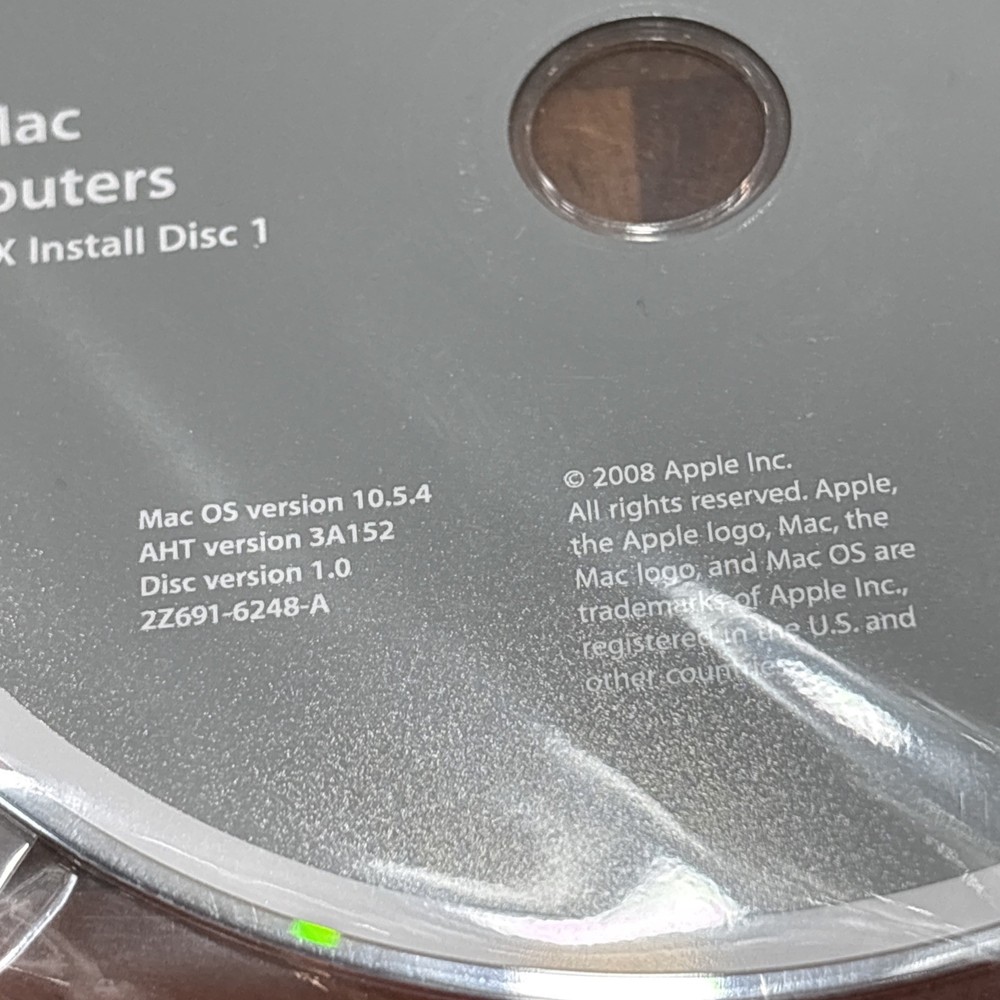 Mac
puters
X Install Disc 1
Mac OS version 10.5.4
AHT version 3A152
Disc version 1.0
2Z691-6248-A
© 2008 Apple Inc.
All rights reserved. Apple,
the Apple logo, Mac, the
Mac logo, and Mac OS are
trademarks of Apple Inc.,
registered in the U.S. and
other countries